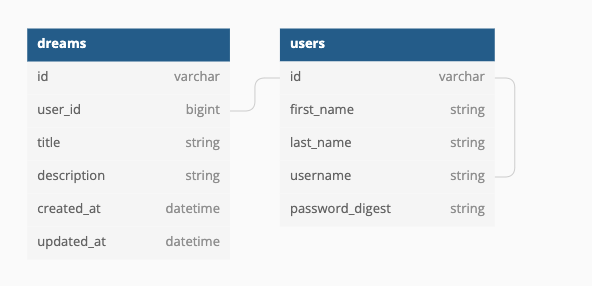 dreams
id varchar
user_id bigint
title string
description string
created_at datetime
updated_at datetime
users
id varchar
first_name string
last_name string
username string
password_digest string